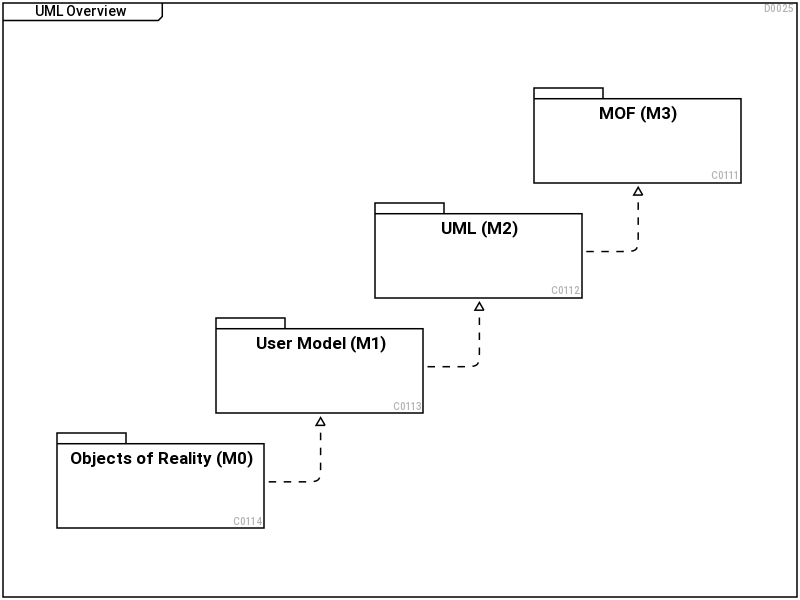 UML Overview
D0025
MOF (M3)
C0111
UML (M2)
C0112
User Model (M1)
C0113
Objects of Reality (M0)
C0114